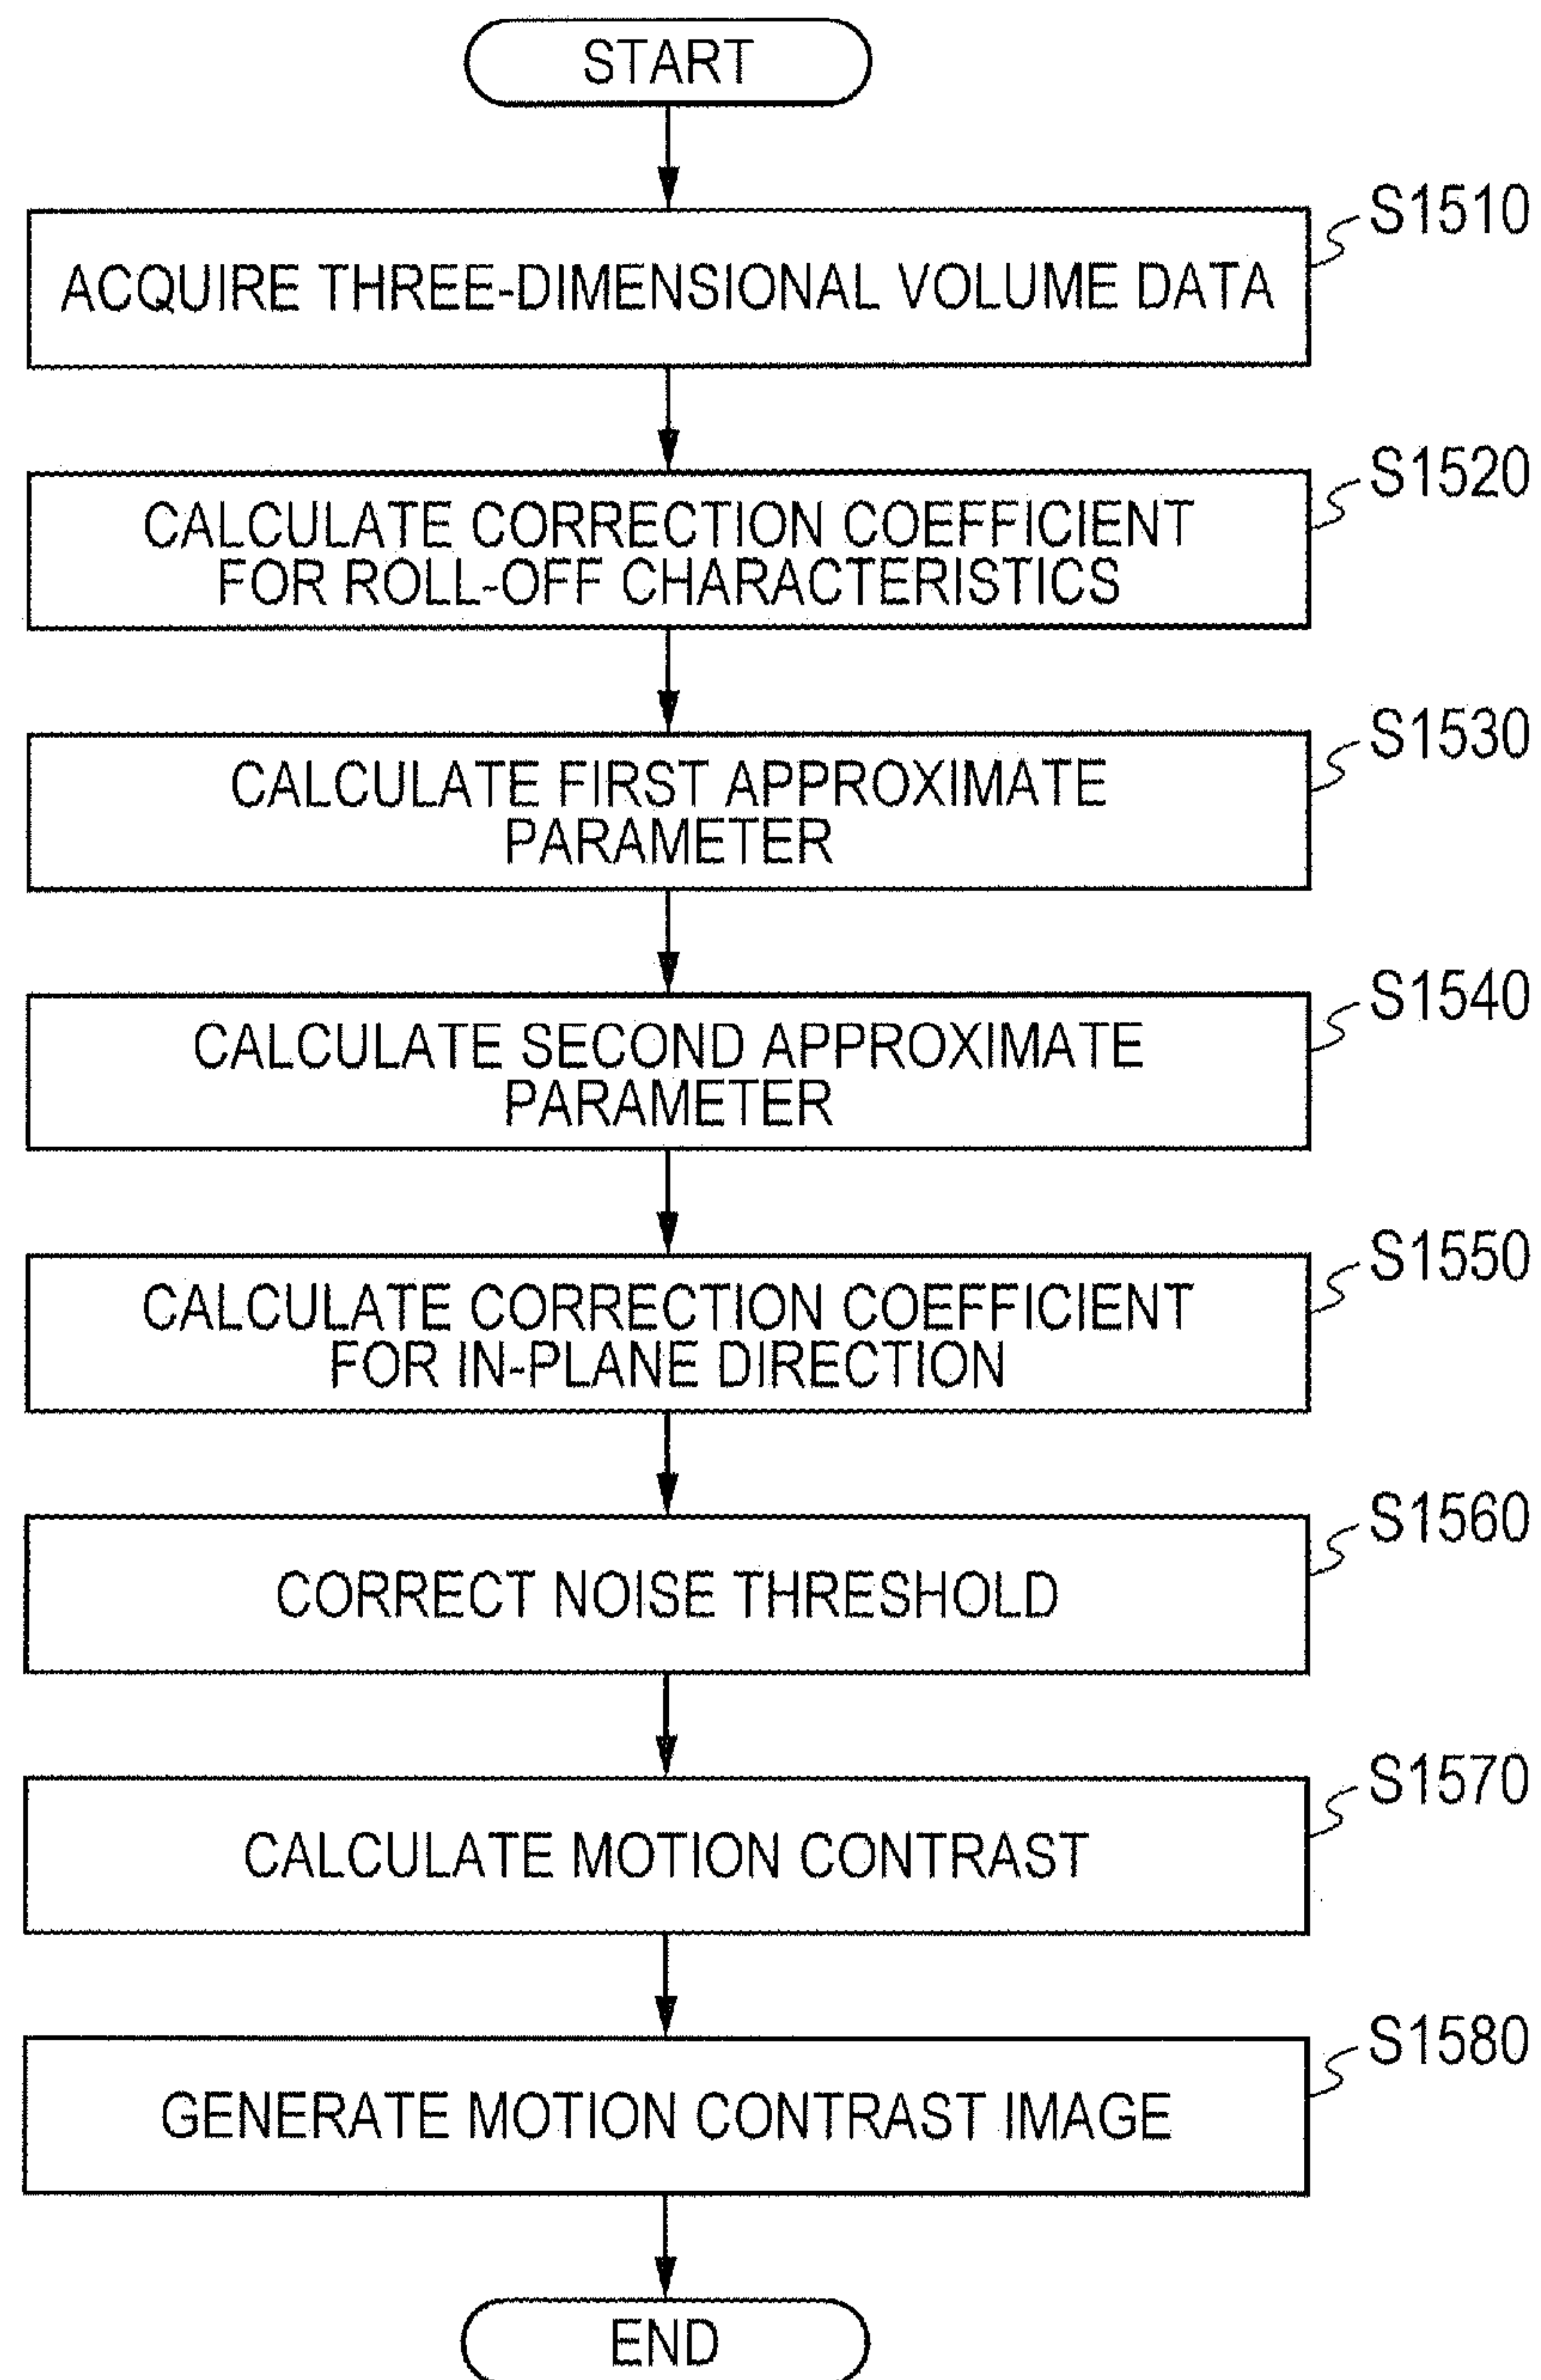 START
S1510
ACQUIRE THREE-DIMENSIONAL VOLUME DATA
S1520
CALCULATE CORRECTION COEFFICIENT
FOR ROLL-OFF CHARACTERISTICS
S1530
CALCULATE FIRST APPROXIMATE
PARAMETER
S1540
CALCULATE SECOND APPROXIMATE
PARAMETER
S1550
CALCULATE CORRECTION COEFFICIENT
FOR IN-PLANE DIRECTION
S1560
CORRECT NOISE THRESHOLD
S1570
CALCULATE MOTION CONTRAST
S1580
GENERATE MOTION CONTRAST IMAGE
END